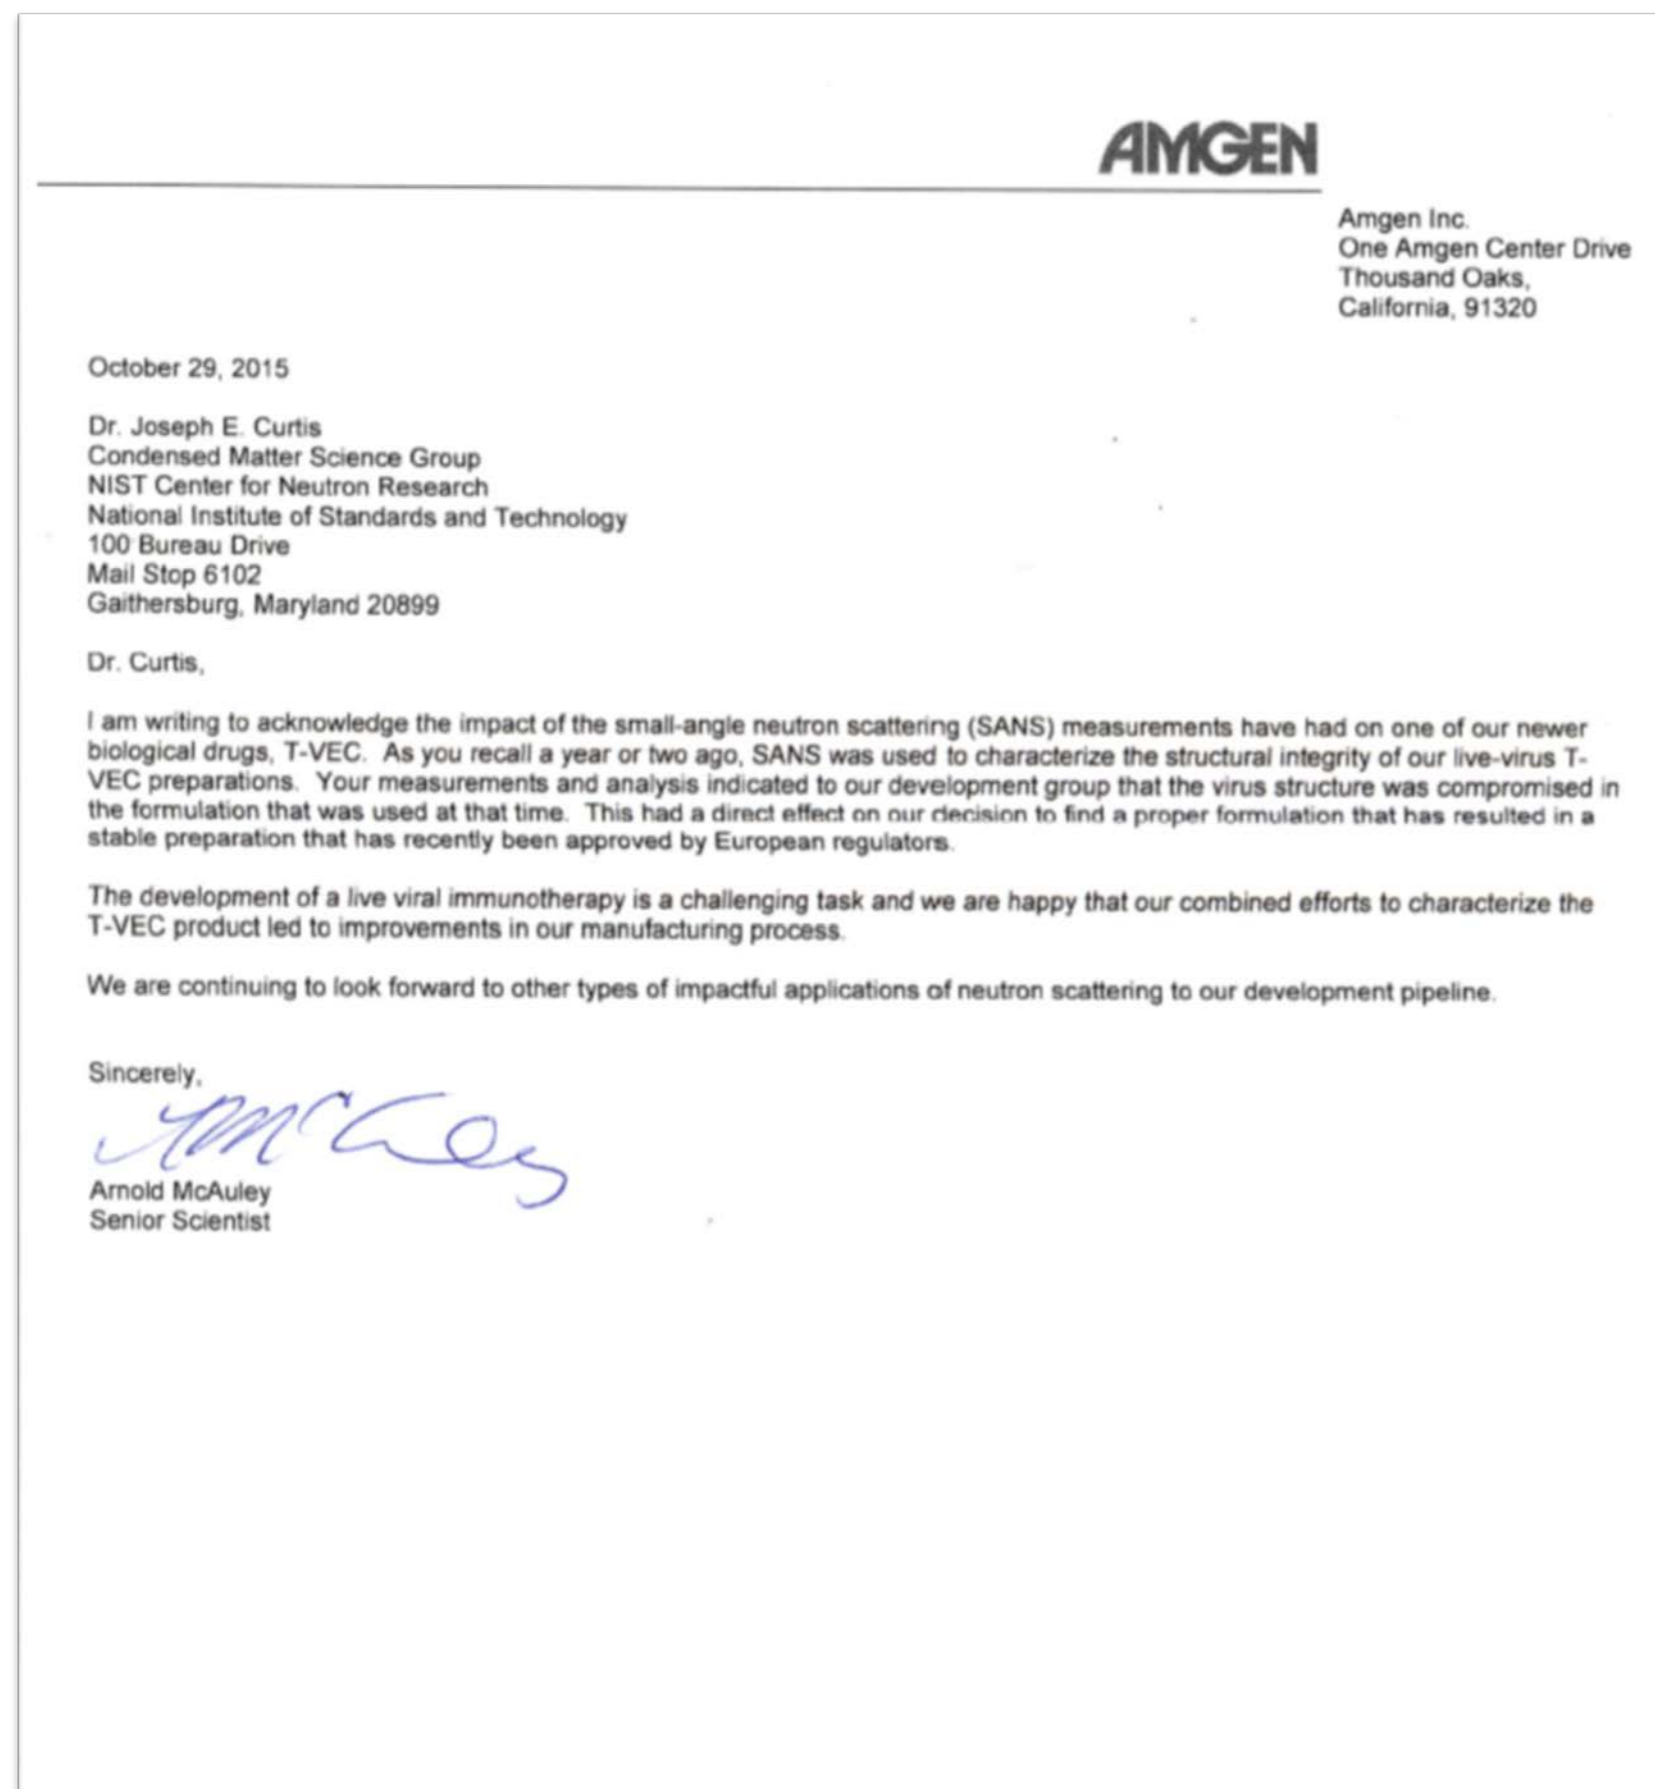 AMGEN
Amgen Inc.
One Amgen Center Drive
Thousand Oaks,
California, 91320
October 29, 2015
Dr. Joseph E. Curtis
Condensed Matter Science Group
NIST Center for Neutron Research
National Institute of Standards and Technology
100 Bureau Drive
Mail Stop 6102
Gaithersburg, Maryland 20899
Dr. Curtis,
I am writing to acknowledge the impact of the small-angle neutron scattering (SANS) measurements have had on one of our newer
biological drugs, T-VEC. As you recall a year or two ago, SANS was used to characterize the structural integrity of our live-virus T-
VEC preparations. Your measurements and analysis indicated to our development group that the virus structure was compromised in
the formulation that was used at that time. This had a direct effect on our decision to find a proper formulation that has resulted in a
stable preparation that has recently been approved by European regulators.
The development of a live viral immunotherapy is a challenging task and we are happy that our combined efforts to characterize the
T-VEC product led to improvements in our manufacturing process.
We are continuing to look forward to other types of impactful applications of neutron scattering to our development pipeline.
Sincerely,
AMcAuley
Arnold McAuley
Senior Scientist